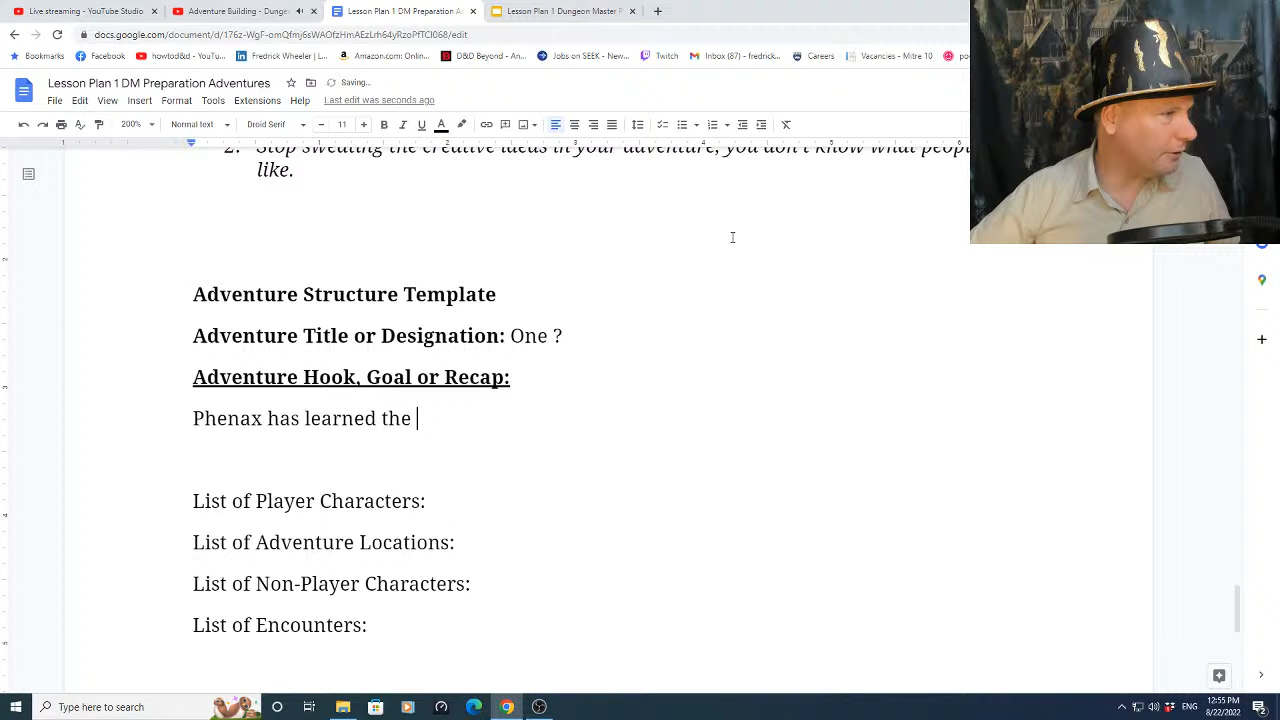 Live streaming - YouTube Studio
Adventure Building - Dunge
Lesson Plan 1 DM Preparation A
Lesson Plan 1 Dungeon Master P
docs.google.com/document/d/176z-WgF-cmQfmj6sWAOfzHmAEzLrh64yRzoPTCJ068/edit
Bookmarks
Facebook
howtodd&d - YouT
Fredrick Wone | Link
Amazon.com: Onlin...
D&D Beyond - An...
Jobs on SEEK - New...
Twitch
Inbox (87) - fredrick...
Careers
Vacancies - Mitre 10
Lesson Plan 1 DM Preparation Adventures
Saving...
File Edit View Insert Format Tools Extensions Help Last edit was seconds ago
200% Normal text Droid Serif 11
2. Stop sweating the creative ideas in your adventure, you don't know what people
like.
Adventure Structure Template
Adventure Title or Designation: One ?
Adventure Hook, Goal or Recap:
Phenax has learned the
List of Player Characters:
List of Adventure Locations:
List of Non-Player Characters:
List of Encounters:
Type here to search
ENG
12:55 PM
8/22/2022